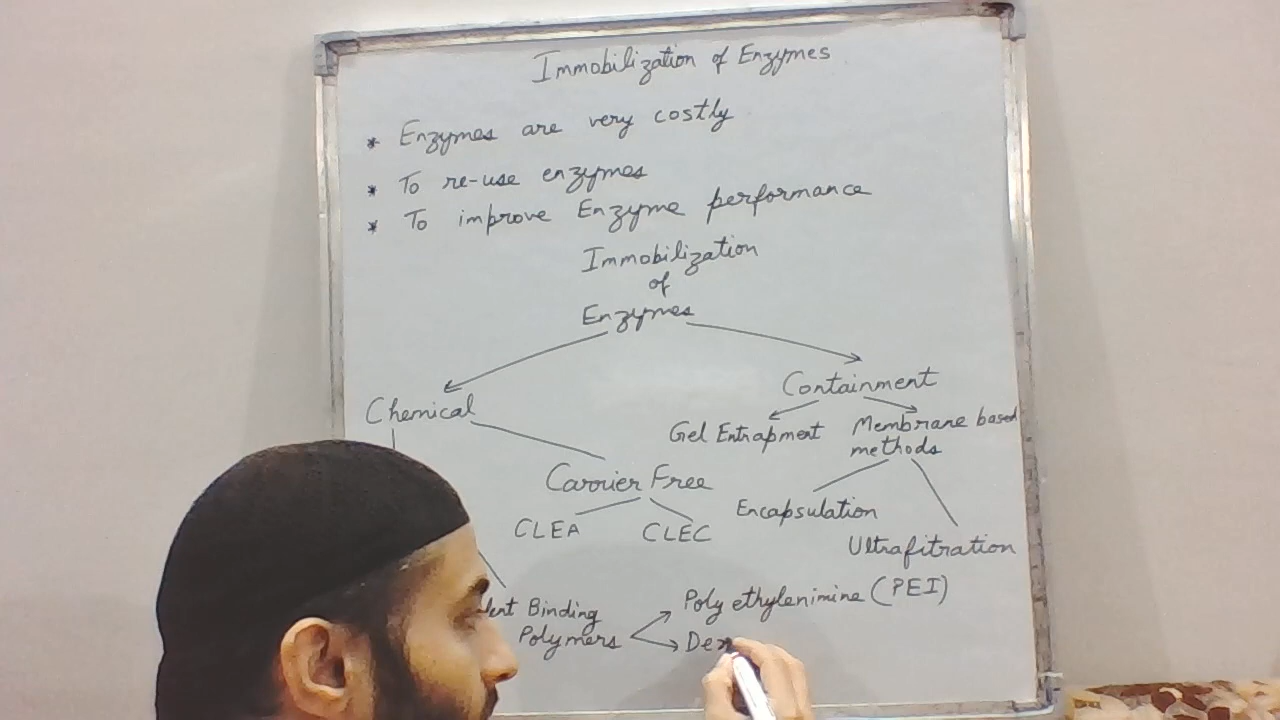 Immobilization of Enzymes
* Enzymes are very costly
* To re-use enzymes
* To improve Enzyme performance
Immobilization
of
Enzymes
Chemical
Containment
Gel Entrapment
Membrane based
methods
Carrier Free
CLEA
CLEC
Encapsulation
Ultrafitration
Binding
Polymers
Poly ethylenimine (PEI)